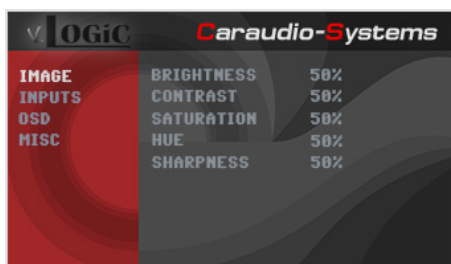 v.LOGiC Caraudio-Systems
IMAGE BRIGHTNESS 50%
INPUTS CONTRAST 50%
OSD SATURATION 50%
MISC HUE 50%
SHARPNESS 50%